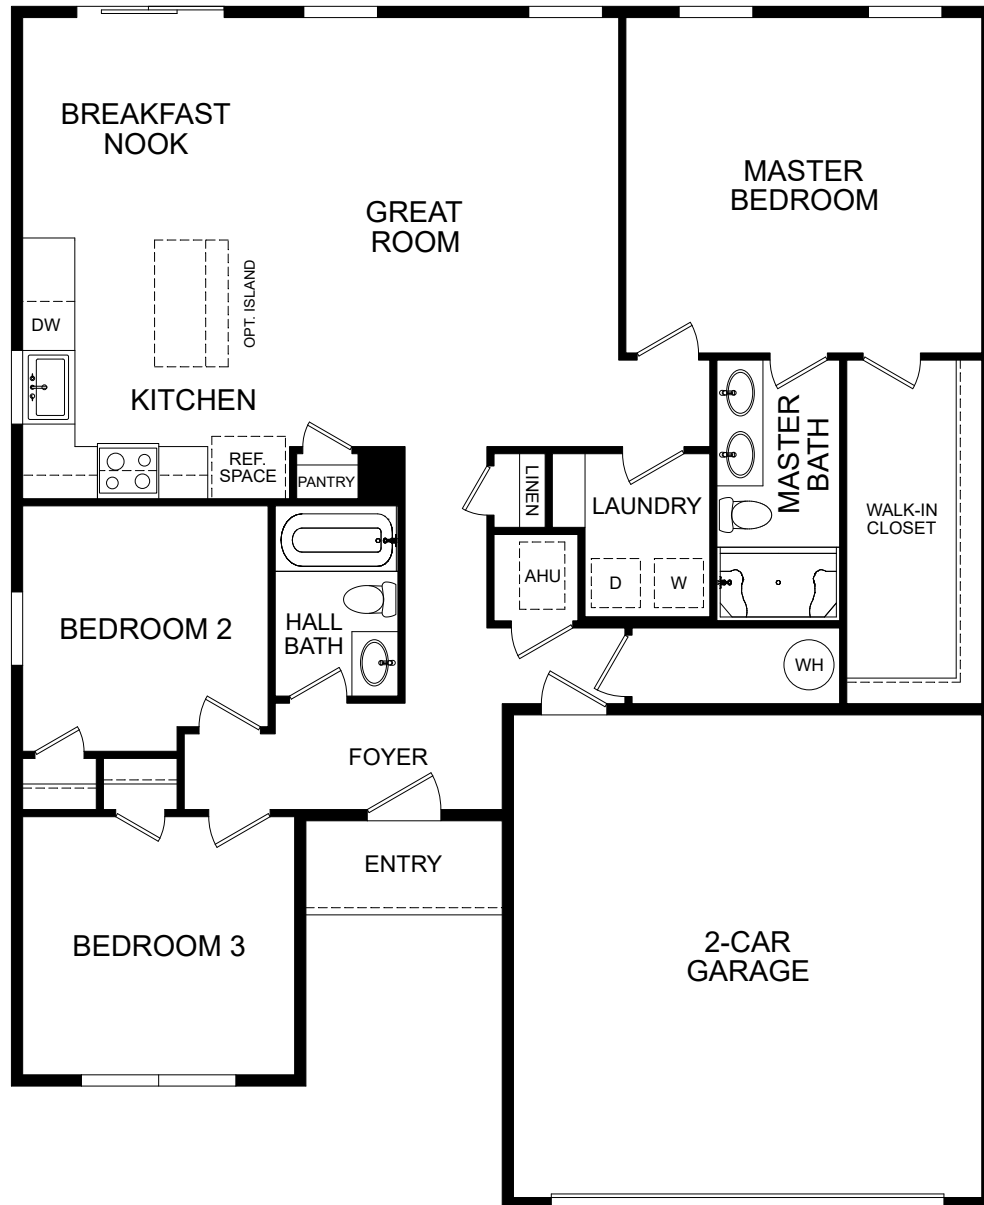 BREAKFAST
NOOK
MASTER
BEDROOM
GREAT
ROOM
OPT. ISLAND
DW
KITCHEN
MASTER
BATH
REF.
SPACE
PANTRY
LINEN
LAUNDRY
WALK-IN
CLOSET
AHU
D
W
BEDROOM 2
HALL
BATH
WH
FOYER
ENTRY
BEDROOM 3
2-CAR
GARAGE